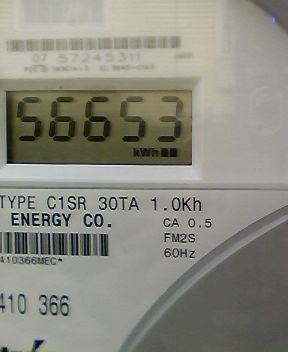 07 57245311
56653
kWh
TYPE C1SR 30TA 1.0Kh
ENERGY CO.
CA 0.5
FM2S
60Hz
410366MEC*
410 366